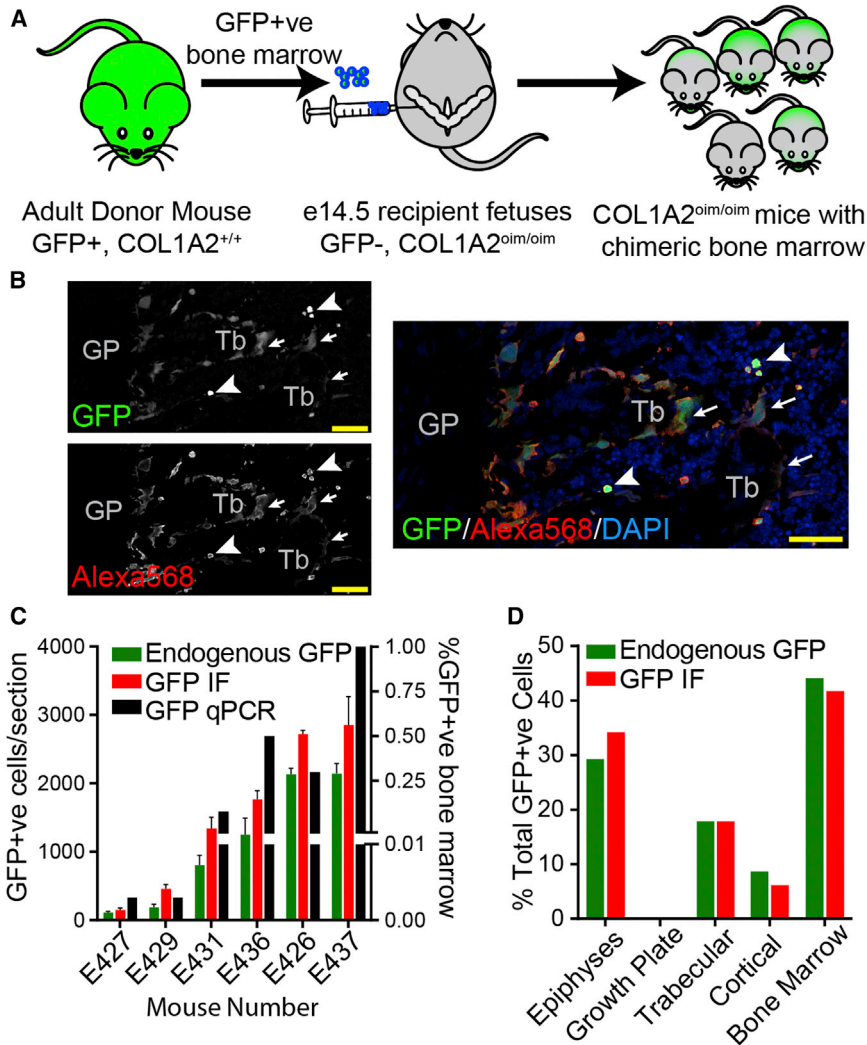 A
GFP+ve
bone marrow
Adult Donor Mouse
GFP+, COL1A2+/+
e14.5 recipient fetuses
GFP-, COL1A2oim/oim
COL1A2oim/oim mice with
chimeric bone marrow
B
GP
Tb
Tb
GFP
GP
Tb
Tb
Alexa568
GP
Tb
Tb
GFP/Alexa568/DAPI
C
GFP+ve cells/section
4000
3000
2000
1000
0
Endogenous GFP
GFP IF
GFP qPCR
1.00
0.75
0.50
0.25
0.01
0.00
%GFP+ve bone marrow
E427
E429
E431
E436
E426
E437
Mouse Number
D
% Total GFP+ve Cells
50
40
30
20
10
0
Endogenous GFP
GFP IF
Epiphyses
Growth Plate
Trabecular
Cortical
Bone Marrow